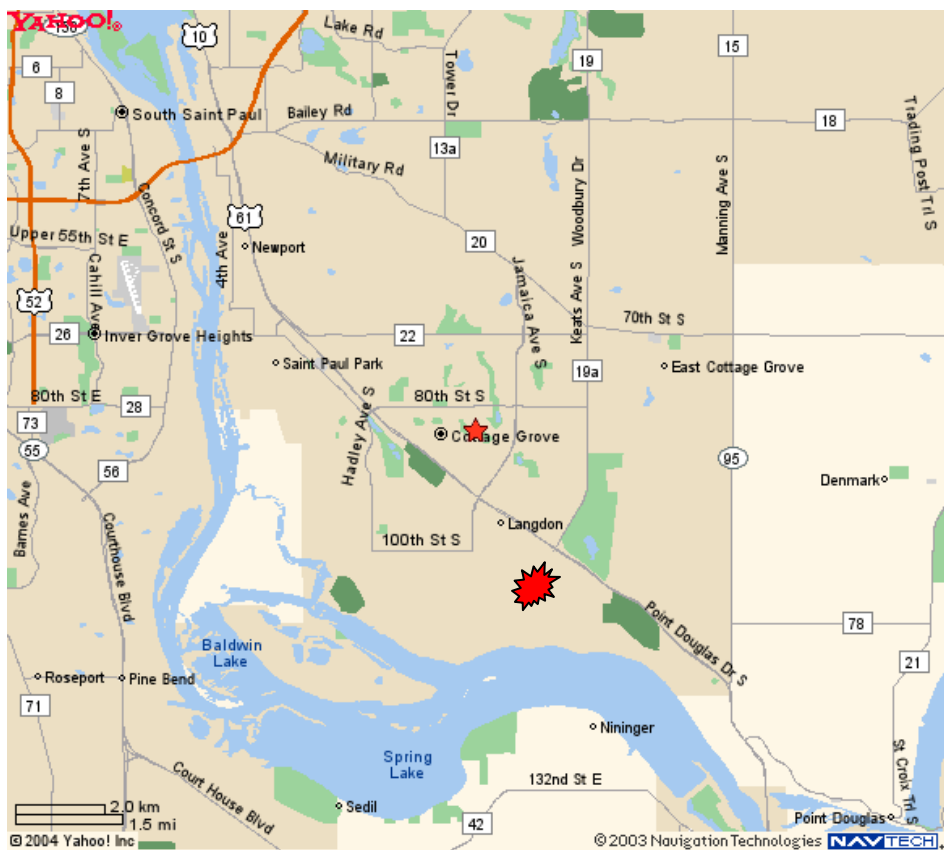 YAHOO!®
156
10
Lake Rd
19
15
6
Tower Dr
8
South Saint Paul
Bailey Rd
18
Trading Post Trl S
7th Ave S
13a
Military Rd
Keats Ave S Woodbury Dr
Manning Ave S
Concord St S
61
20
Upper 55th St E
4th Ave
Newport
Jamaica Ave S
Cahill Ave
52
70th St S
26
Inver Grove Heights
22
Saint Paul Park
19a
East Cottage Grove
80th St E
28
80th St S
73
Hadley Ave S
Cottage Grove
55
95
56
Denmark
Barnes Ave
Courthouse Blvd
Langdon
100th St S
Point Douglas Dr S
78
Baldwin
Lake
21
Roseport
Pine Bend
71
Nininger
Spring
Lake
Court House Blvd
132nd St E
St Croix Trl S
2.0 km
Sedil
1.5 mi
42
Point Douglas
© 2004 Yahoo! Inc
© 2003 Navigation Technologies NAVTECH